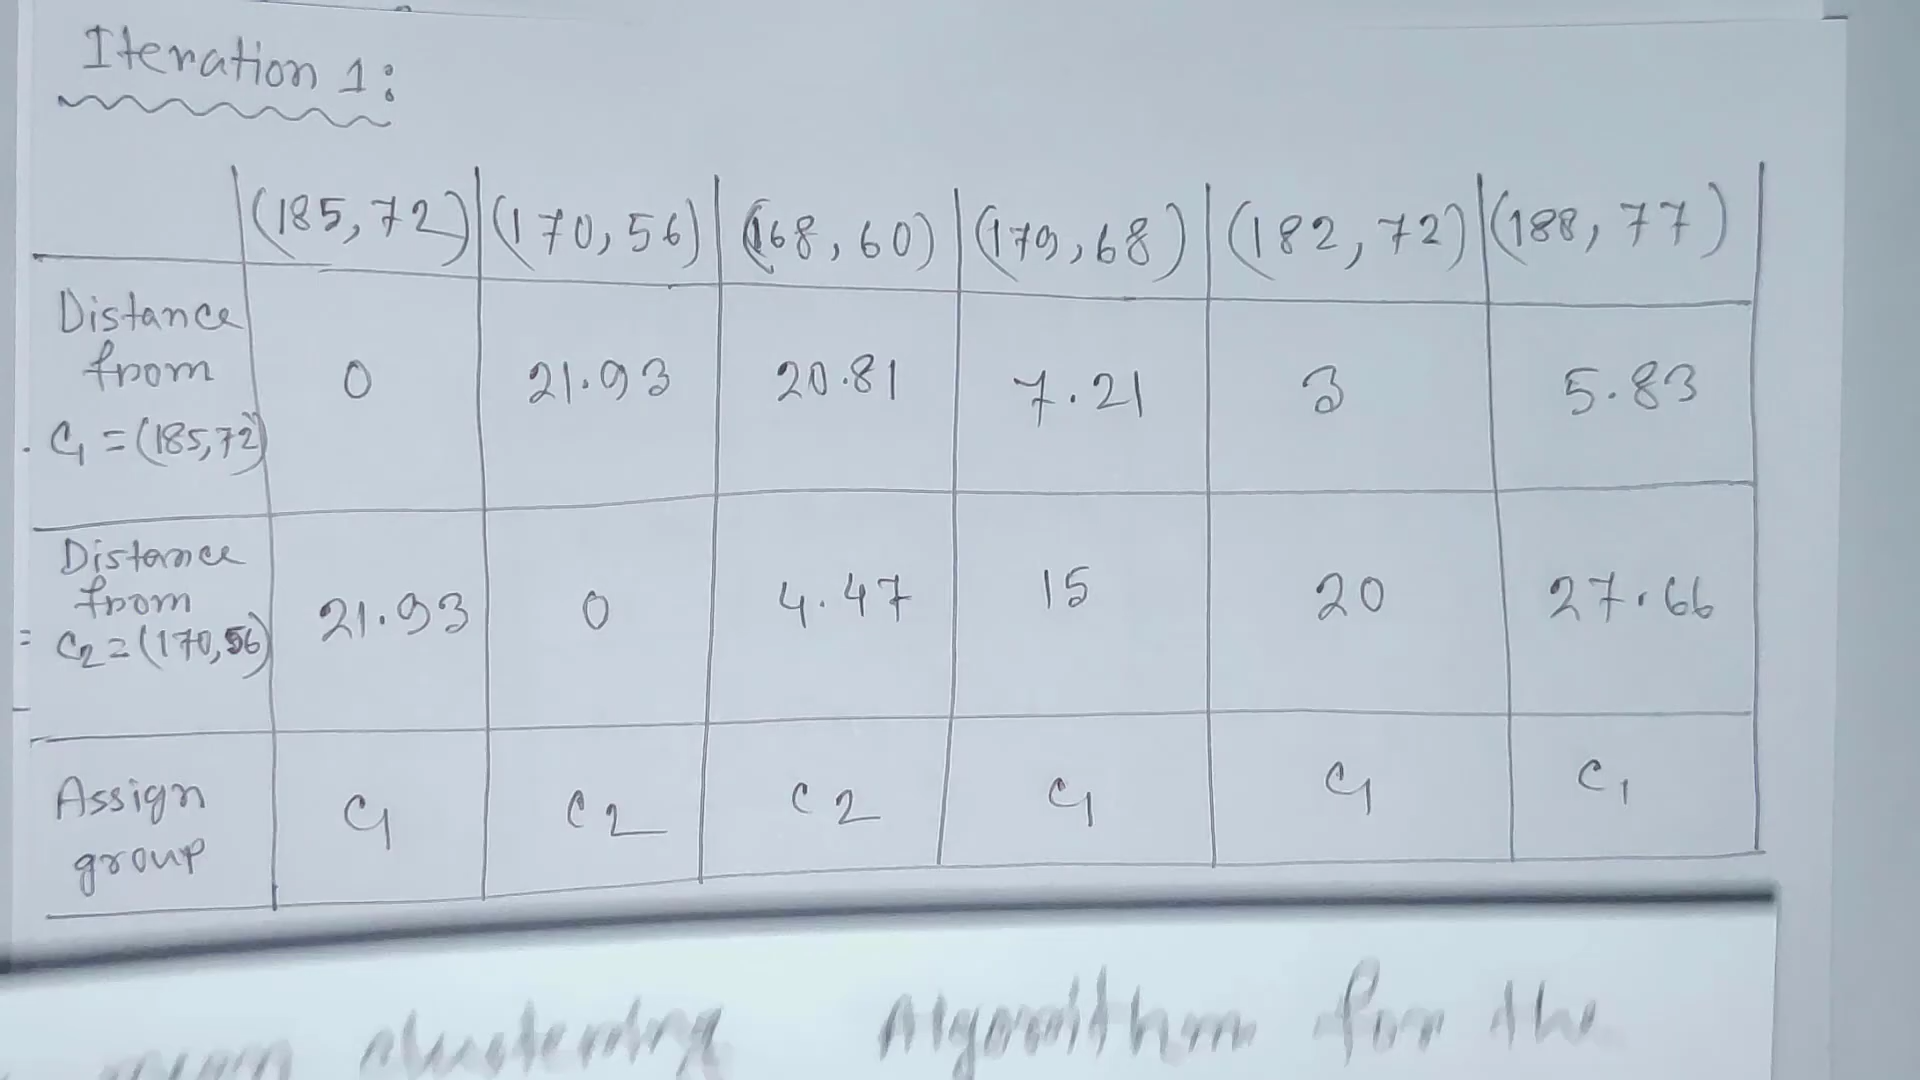 Iteration 1:
(185, 72) (170, 56) (168, 60) (179, 68) (182, 72) (188, 77)
Distance
from
C1 = (185,72) 0 21.93 20.81 7.21 3 5.83
Distance
from
C2 = (170,56) 21.93 0 4.47 15 20 27.66
Assign
group C1 C2 C2 C1 C1 C1
mean clustering Algorithm for the